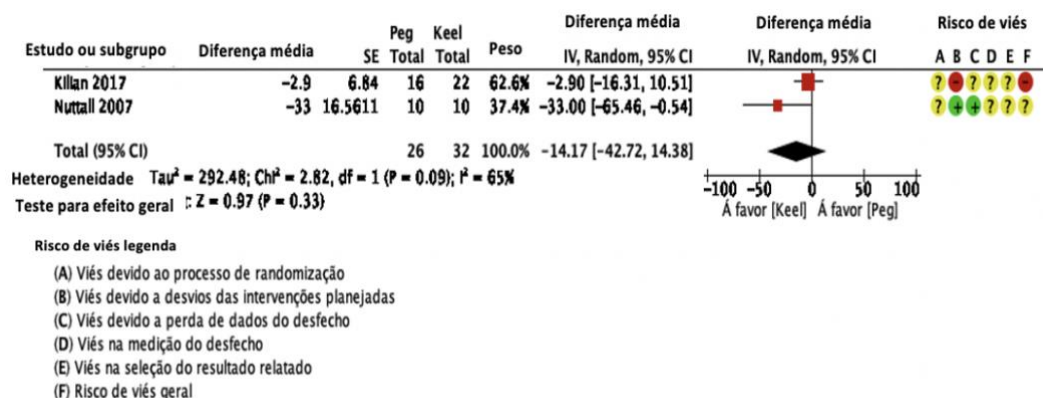 Peg Keel Diferença média Diferença média Risco de viés
Estudo ou subgrupo Diferença média SE Total Total Peso IV, Random, 95% CI IV, Random, 95% CI A B C D E F
Kilian 2017 -2.9 6.84 16 22 62.6% -2.90 [-16.31, 10.51] ? - ? ? ? -
Nuttall 2007 -33 16.5611 10 10 37.4% -33.00 [-65.46, -0.54] ? + + ? ? ?
Total (95% CI) 26 32 100.0% -14.17 [-42.72, 14.38]
Heterogeneidade Tau² = 292.48; Chi² = 2.82, df = 1 (P = 0.09); I² = 65%
Teste para efeito geral : Z = 0.97 (P = 0.33)
-100 -50 0 50 100
Á favor [Keel] Á favor [Peg]
Risco de viés legenda
(A) Viés devido ao processo de randomização
(B) Viés devido a desvios das intervenções planejadas
(C) Viés devido a perda de dados do desfecho
(D) Viés na medição do desfecho
(E) Viés na seleção do resultado relatado
(F) Risco de viés geral